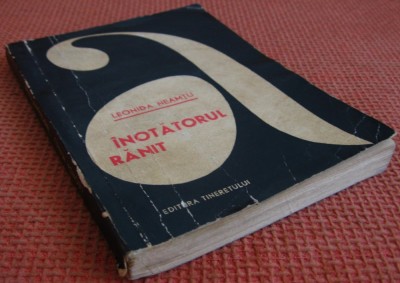 LEONIDA NEAMȚU
ÎNOTĂTORUL
RĂNIT
EDITURA TINERETULUI